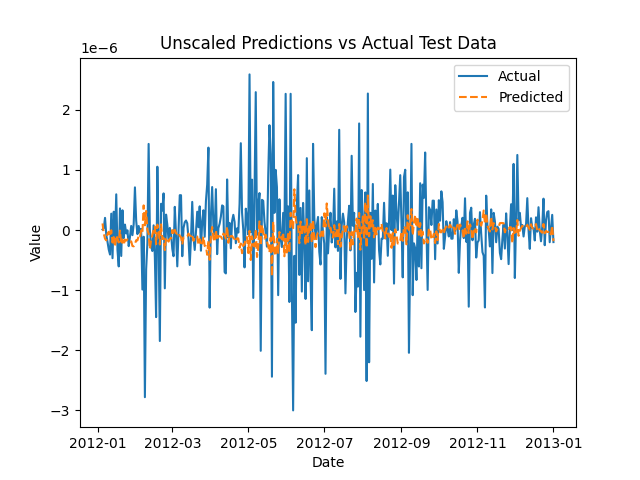 Unscaled Predictions vs Actual Test Data
1e−6
Actual
Predicted
2
1
0
−1
−2
−3
Value
2012-01 2012-03 2012-05 2012-07 2012-09 2012-11 2013-01
Date